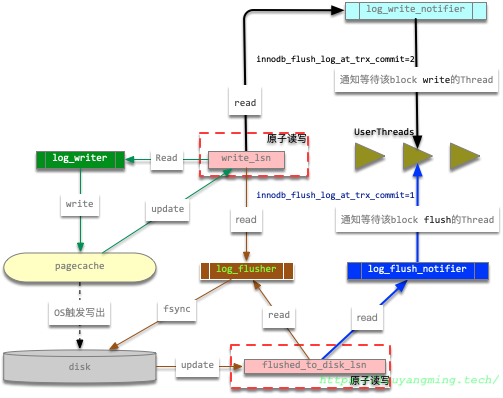 log_write_notifier
innodb_flush_log_at_trx_commit=2
通知等待该block write的Thread
read
UserThreads
原子读写
log_writer
Read
write_lsn
innodb_flush_log_at_trx_commit=1
write
update
read
通知等待该block flush的Thread
pagecache
log_flusher
log_flush_notifier
OS触发写出
fsync
read
read
disk
update
flushed_to_disk_lsn
原子读写